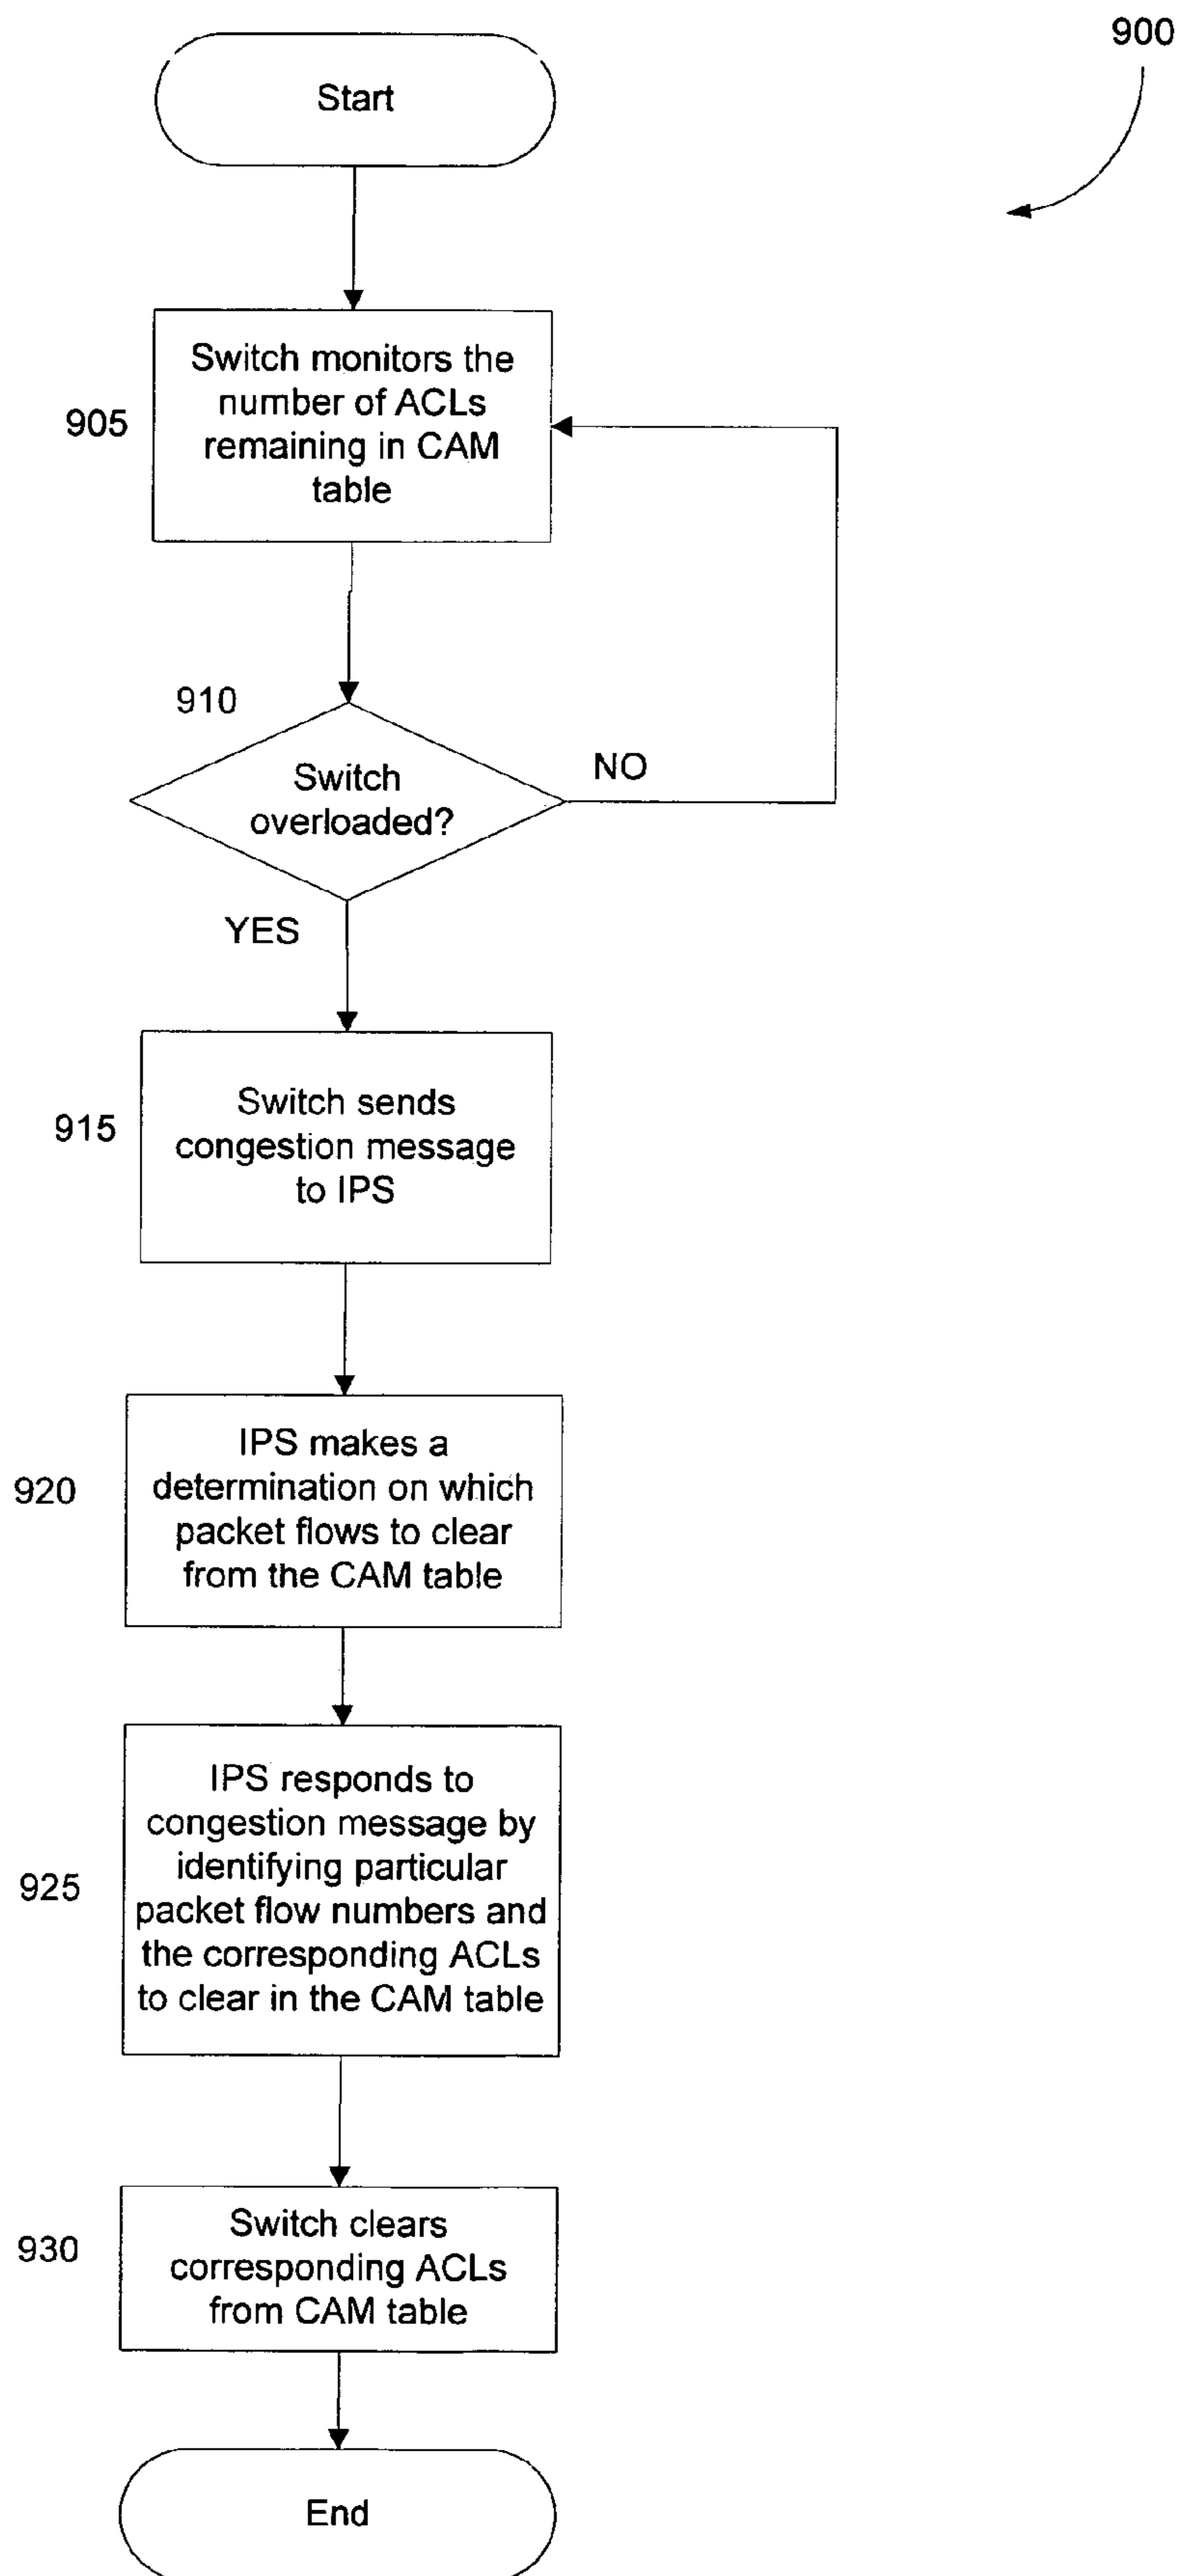 900
Start
905
Switch monitors the
number of ACLs
remaining in CAM
table
910
Switch
overloaded?
NO
YES
915
Switch sends
congestion message
to IPS
920
IPS makes a
determination on which
packet flows to clear
from the CAM table
925
IPS responds to
congestion message by
identifying particular
packet flow numbers and
the corresponding ACLs
to clear in the CAM table
930
Switch clears
corresponding ACLs
from CAM table
End